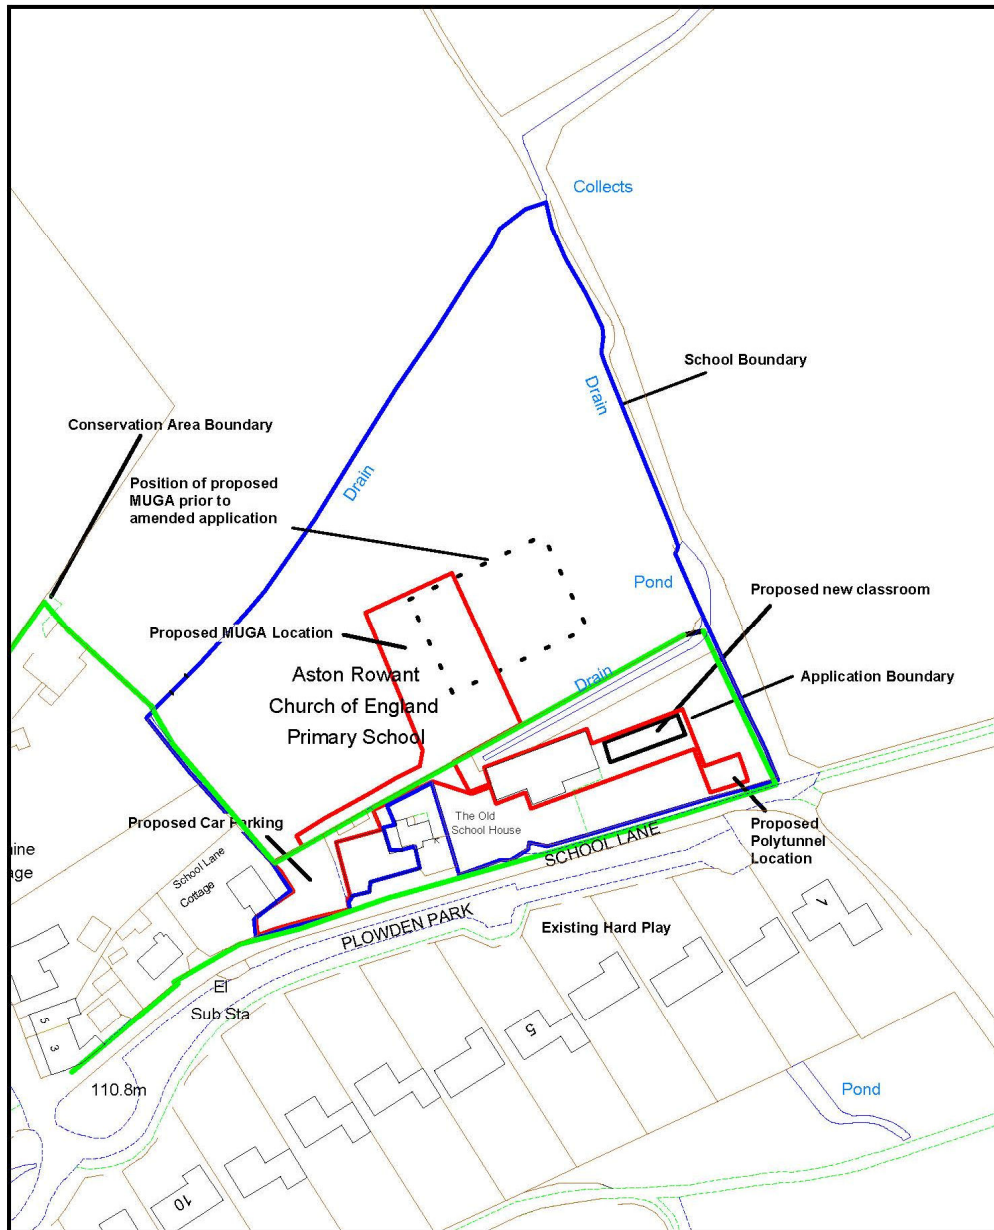 Collects
School Boundary
Drain
Conservation Area Boundary
Drain
Position of proposed
MUGA prior to
amended application
Pond
Proposed new classroom
Proposed MUGA Location
Aston Rowant
Church of England
Primary School
Drain
Application Boundary
Proposed Car Parking
The Old
School House
Proposed
Polytunnel
Location
SCHOOL LANE
School Lane
Cottage
PLOWDEN PARK
Existing Hard Play
1
El
Sub Sta
5
3
5
110.8m
Pond
10